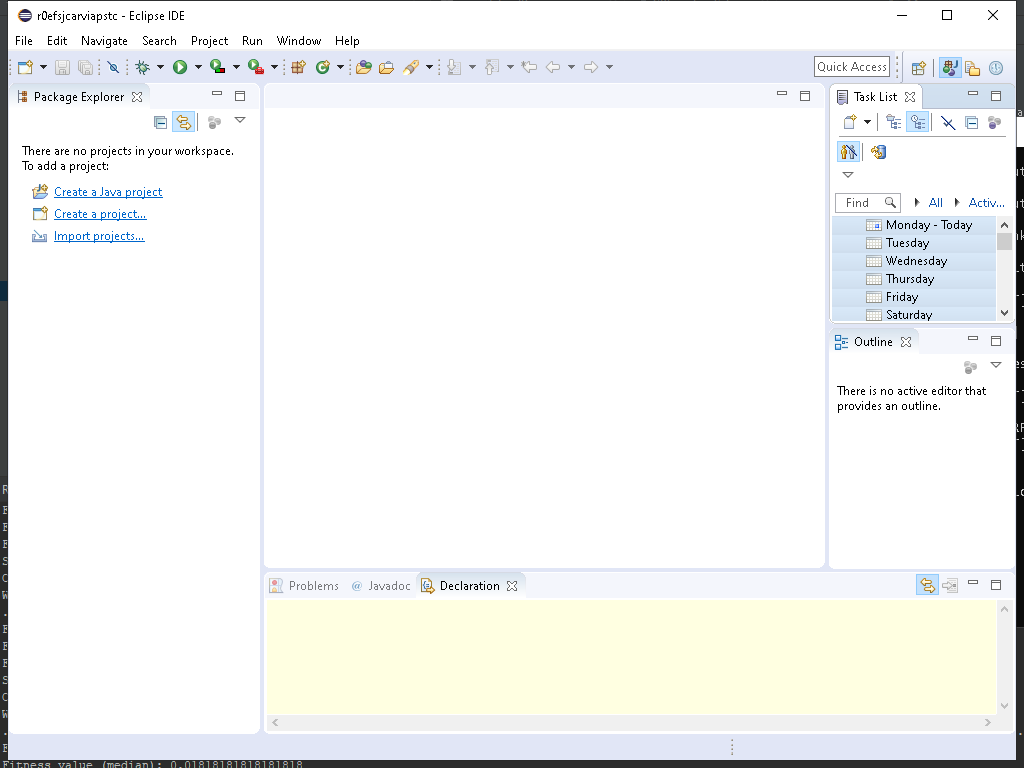 r0efsjcarviapstc - Eclipse IDE
File Edit Navigate Search Project Run Window Help
Quick Access
Package Explorer
There are no projects in your workspace.
To add a project:
Create a Java project
Create a project...
Import projects...
Task List
Find All Activ...
Monday - Today
Tuesday
Wednesday
Thursday
Friday
Saturday
Outline
There is no active editor that
provides an outline.
Problems @ Javadoc Declaration
Fitness value (median): 0.01818181818181818